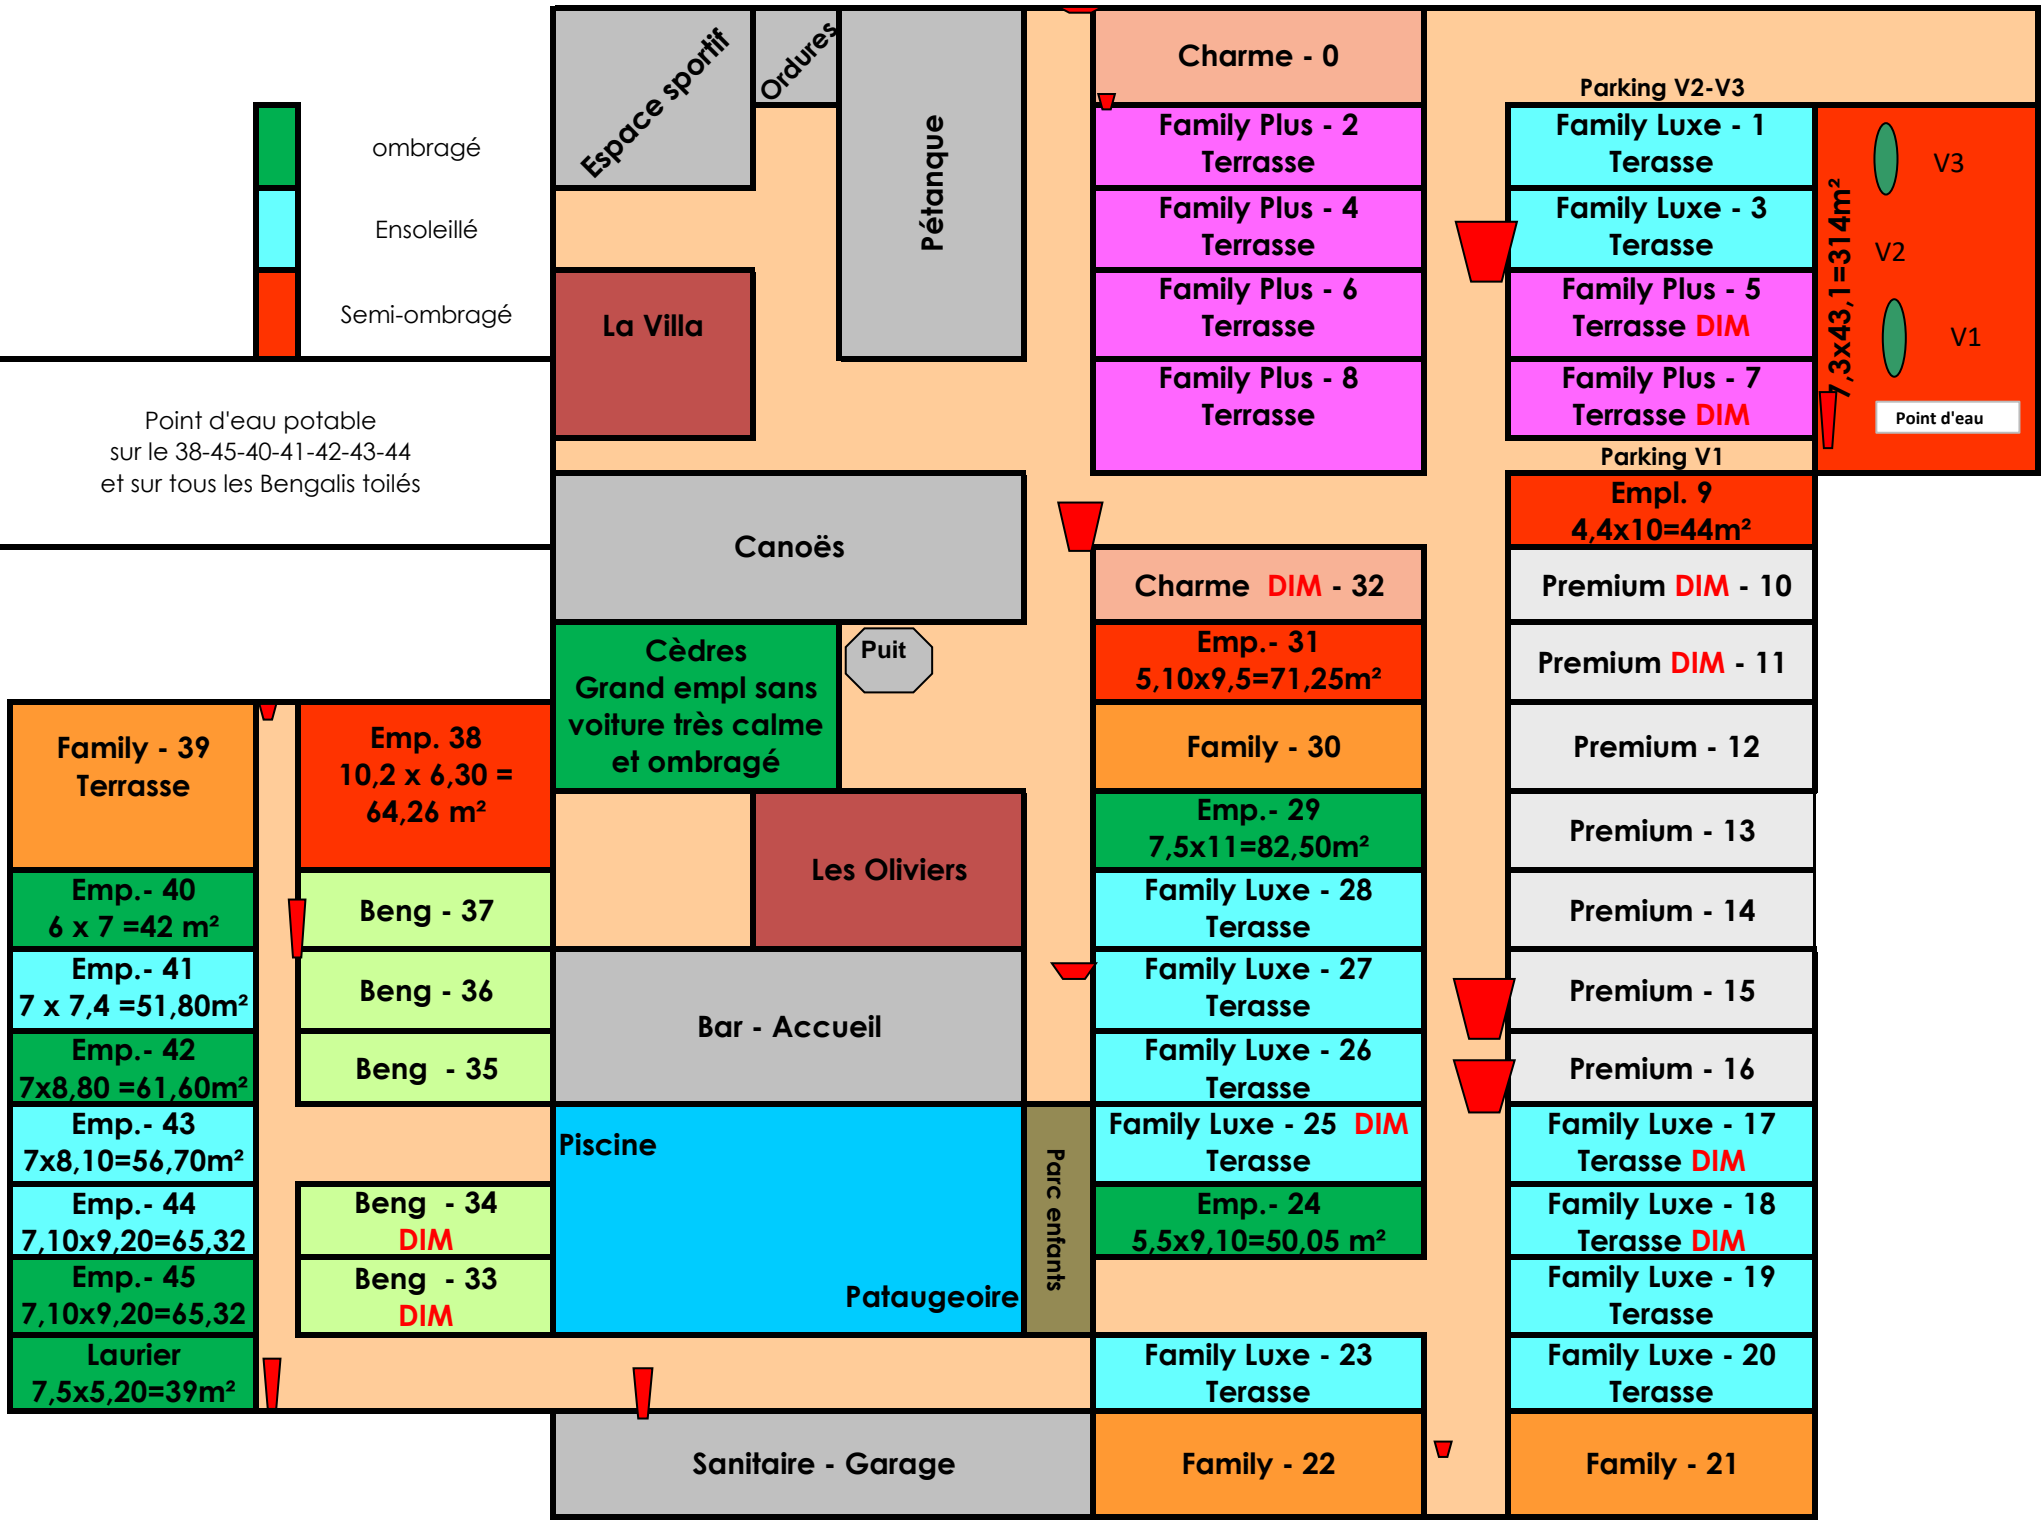 Espace sportif
Ordures
Pétanque
Charme - 0
Parking V2-V3
ombragé
Ensoleillé
Semi-ombragé
Family Plus - 2
Terrasse
Family Luxe - 1
Terasse
Family Plus - 4
Terrasse
Family Luxe - 3
Terasse
Family Plus - 6
Terrasse
Family Plus - 5
Terrasse DIM
Family Plus - 8
Terrasse
Family Plus - 7
Terrasse DIM
7,3x43,1=314m²
V3
V2
V1
Point d'eau
Parking V1
La Villa
Point d'eau potable
sur le 38-45-40-41-42-43-44
et sur tous les Bengalis toilés
Canoës
Empl. 9
4,4x10=44m²
Charme DIM - 32
Premium DIM - 10
Cèdres
Grand empl sans
voiture très calme
et ombragé
Puit
Emp.- 31
5,10x9,5=71,25m²
Premium DIM - 11
Family - 39
Terrasse
Emp. 38
10,2 x 6,30 =
64,26 m²
Family - 30
Premium - 12
Les Oliviers
Emp.- 29
7,5x11=82,50m²
Premium - 13
Emp.- 40
6 x 7 =42 m²
Beng - 37
Family Luxe - 28
Terasse
Premium - 14
Emp.- 41
7 x 7,4 =51,80m²
Beng - 36
Bar - Accueil
Family Luxe - 27
Terasse
Premium - 15
Emp.- 42
7x8,80 =61,60m²
Beng - 35
Family Luxe - 26
Terasse
Premium - 16
Emp.- 43
7x8,10=56,70m²
Piscine
Parc enfants
Family Luxe - 25 DIM
Terasse
Family Luxe - 17
Terasse DIM
Emp.- 44
7,10x9,20=65,32
Beng - 34
DIM
Emp.- 24
5,5x9,10=50,05 m²
Family Luxe - 18
Terasse DIM
Emp.- 45
7,10x9,20=65,32
Beng - 33
DIM
Pataugeoire
Family Luxe - 19
Terasse
Laurier
7,5x5,20=39m²
Family Luxe - 23
Terasse
Family Luxe - 20
Terasse
Sanitaire - Garage
Family - 22
Family - 21